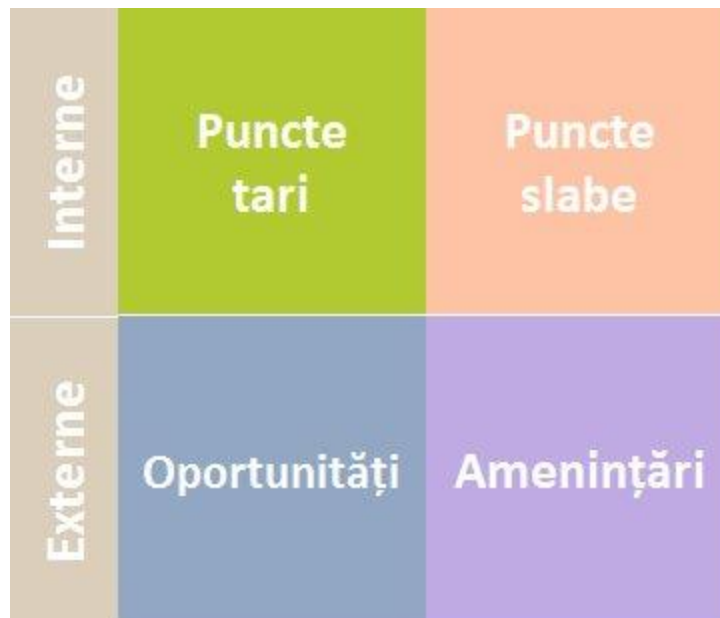 Interne
Puncte
tari
Puncte
slabe
Externe
Oportunități
Amenințări